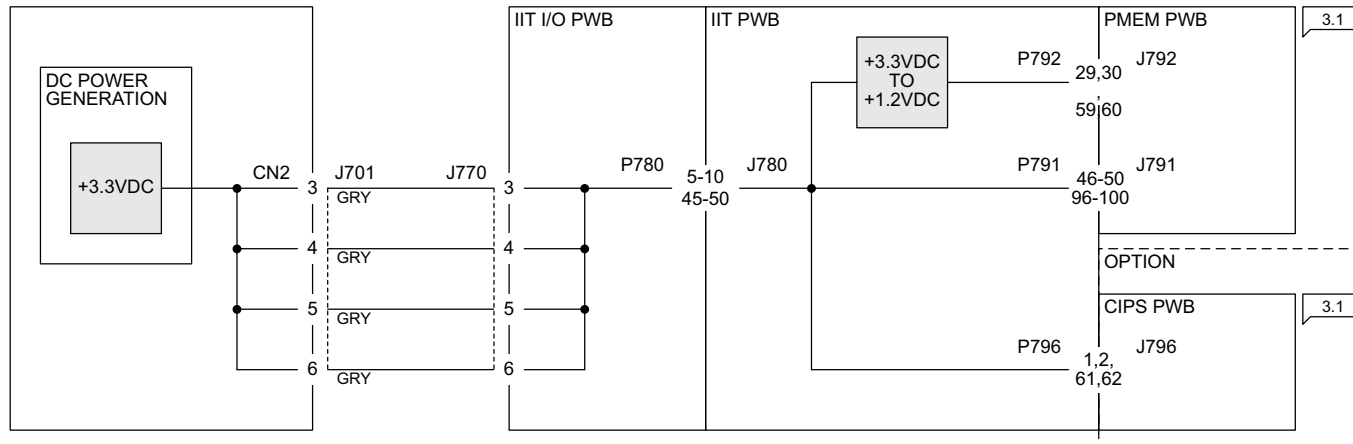 IIT I/O PWB
IIT PWB
PMEM PWB
3.1
DC POWER
GENERATION
+3.3VDC
+3.3VDC
TO
+1.2VDC
P792
29,30
,
59,60
J792
CN2
3
J701
GRY
J770
3
P780
5-10
45-50
J780
P791
46-50
96-100
J791
4
GRY
4
OPTION
5
GRY
5
CIPS PWB
3.1
6
GRY
6
P796
1,2,
61,62
J796